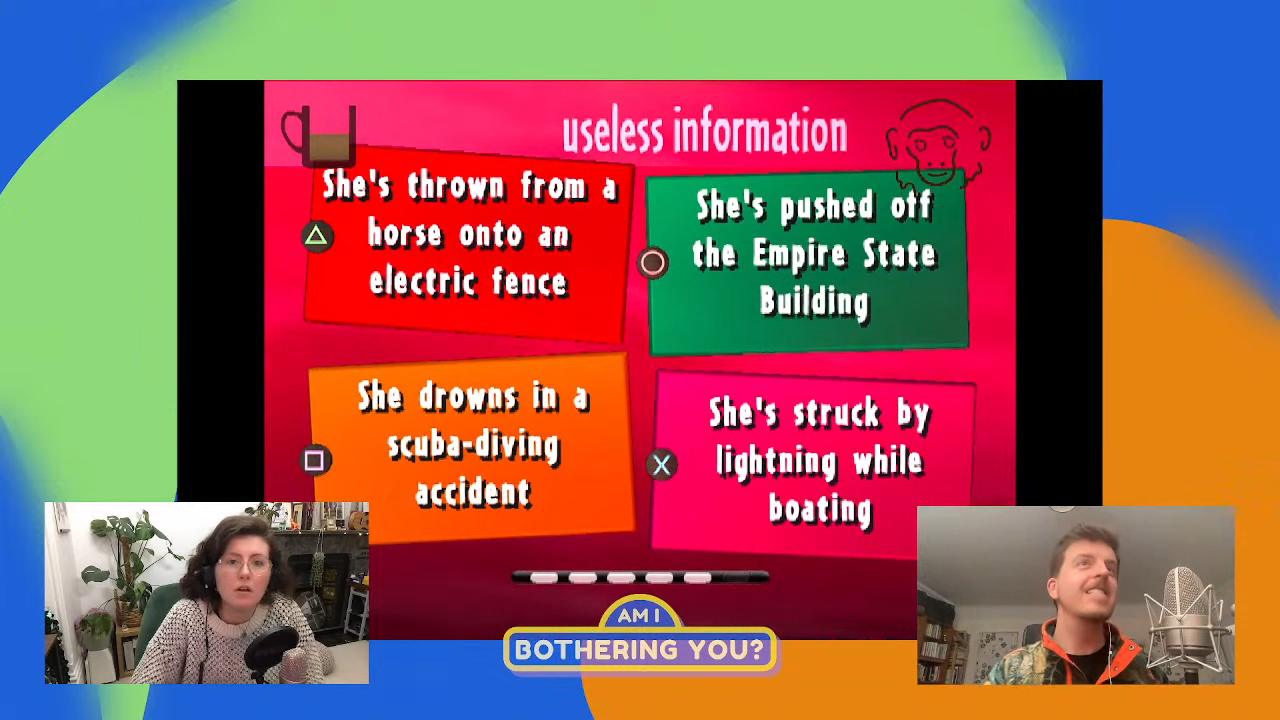 useless information
She's thrown from a
horse onto an
electric fence
She's pushed off
the Empire State
Building
She drowns in a
scuba-diving
accident
She's struck by
lightning while
boating
X
AM I
BOTHERING YOU?